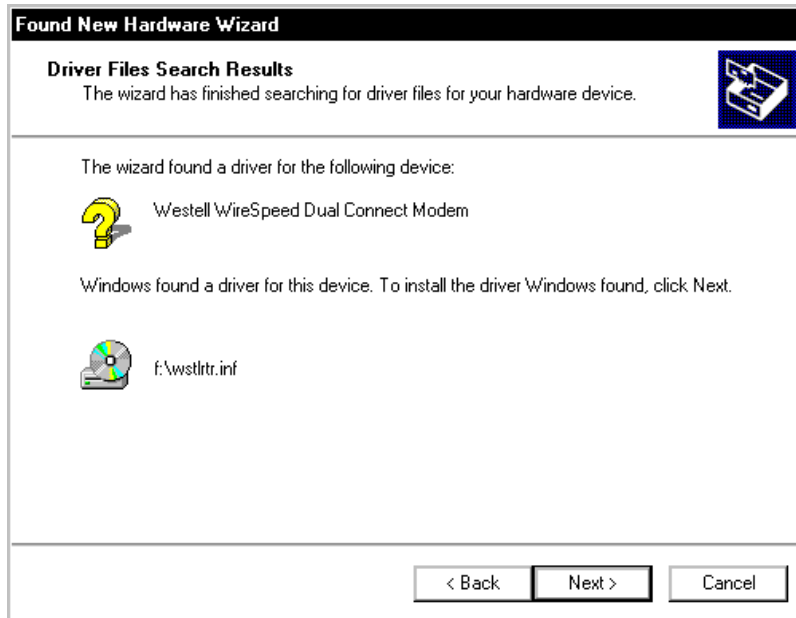 Found New Hardware Wizard
Driver Files Search Results
The wizard has finished searching for driver files for your hardware device.
The wizard found a driver for the following device:
Westell WireSpeed Dual Connect Modem
Windows found a driver for this device. To install the driver Windows found, click Next.
f:\wstlrtr.inf
< Back Next > Cancel